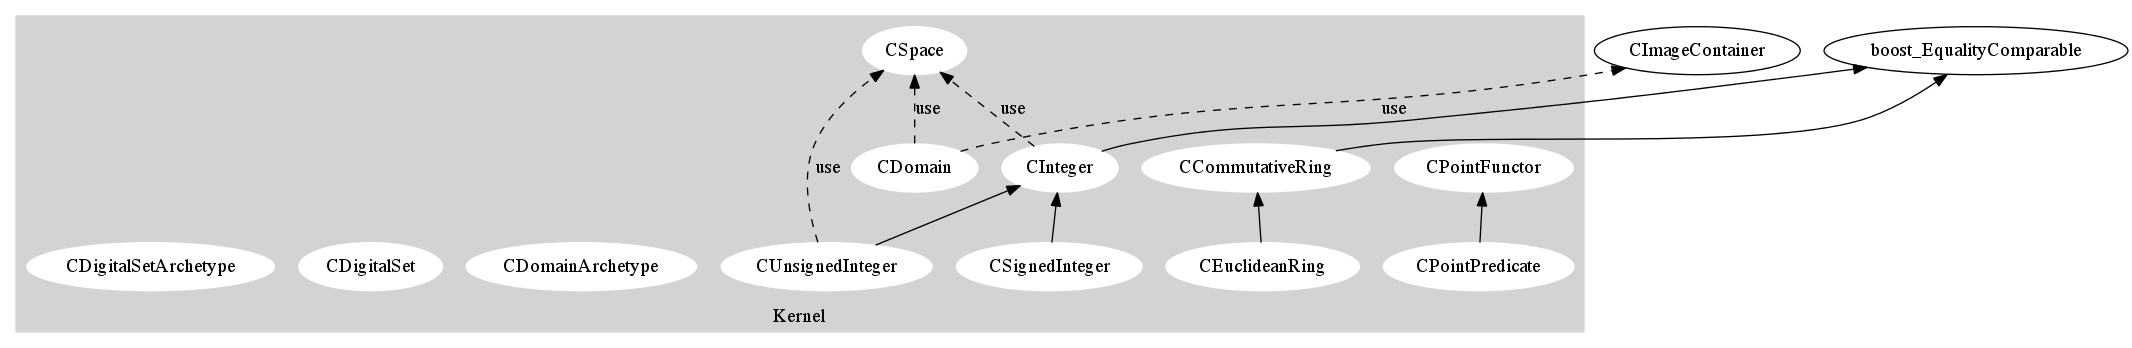 CSpace
CImageContainer
boost_EqualityComparable
use
use
use
use
CDomain
CInteger
CCommutativeRing
CPointFunctor
CDigitalSetArchetype
CDigitalSet
CDomainArchetype
CUnsignedInteger
CSignedInteger
CEuclideanRing
CPointPredicate
Kernel